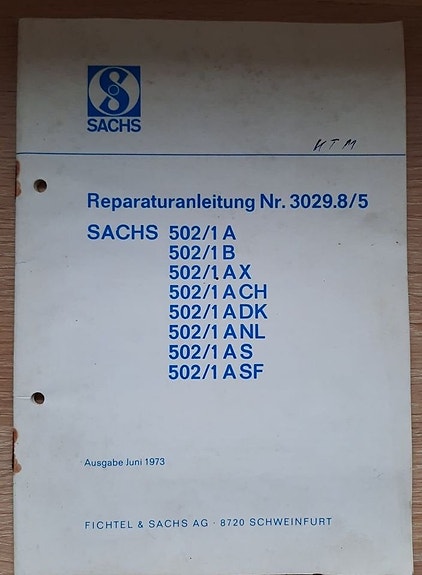 SACHS
KTM
Reparaturanleitung Nr. 3029.8/5
SACHS 502/1 A
502/1 B
502/1 AX
502/1 ACH
502/1 ADK
502/1 ANL
502/1 AS
502/1 ASF
Ausgabe Juni 1973
FICHTEL & SACHS AG · 8720 SCHWEINFURT